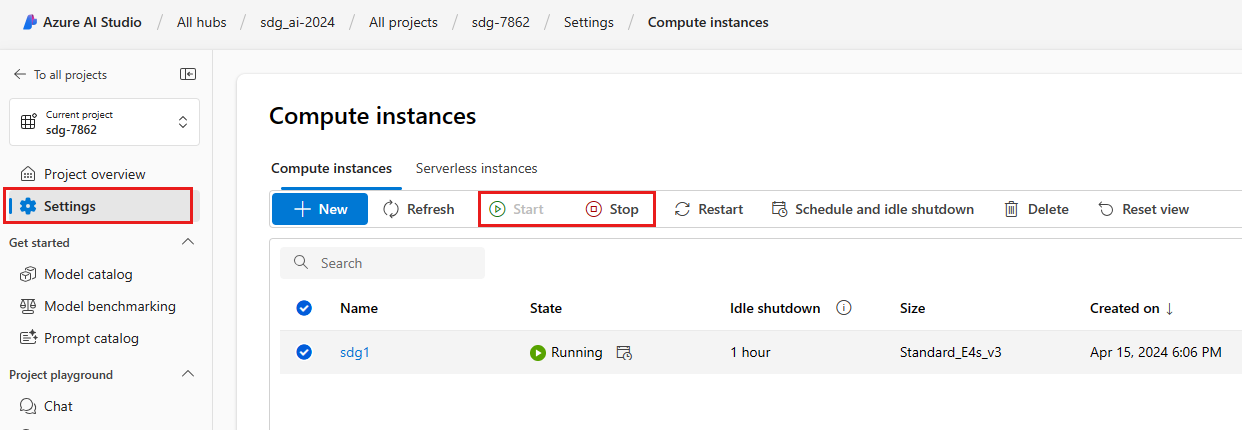 Azure AI Studio / All hubs / sdg_ai-2024 / All projects / sdg-7862 / Settings / Compute instances
To all projects
Current project
sdg-7862
Project overview
Settings
Get started
Model catalog
Model benchmarking
Prompt catalog
Project playground
Chat
Compute instances
Compute instances Serverless instances
New Refresh Start Stop Restart Schedule and idle shutdown Delete Reset view
Search
Name State Idle shutdown Size Created on ↓
sdg1 Running 1 hour Standard_E4s_v3 Apr 15, 2024 6:06 PM